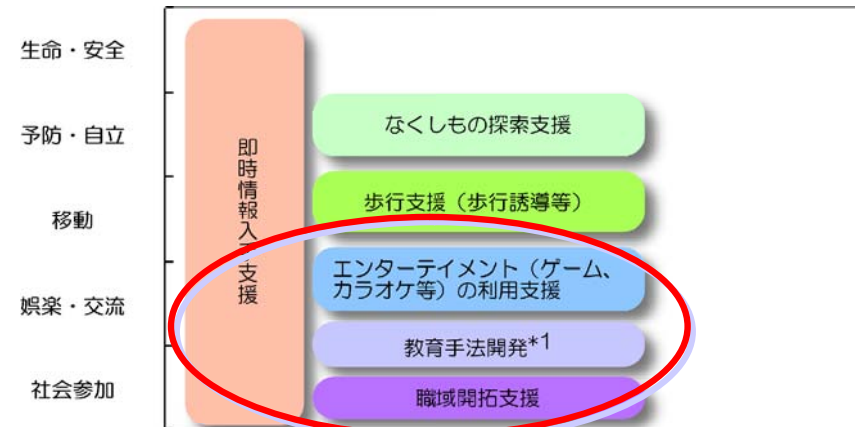 生命・安全
予防・自立
移動
娯楽・交流
社会参加
即時情報入手支援
なくしもの探索支援
歩行支援（歩行誘導等）
エンターテイメント（ゲーム、
カラオケ等）の利用支援
教育手法開発*1
職域開拓支援